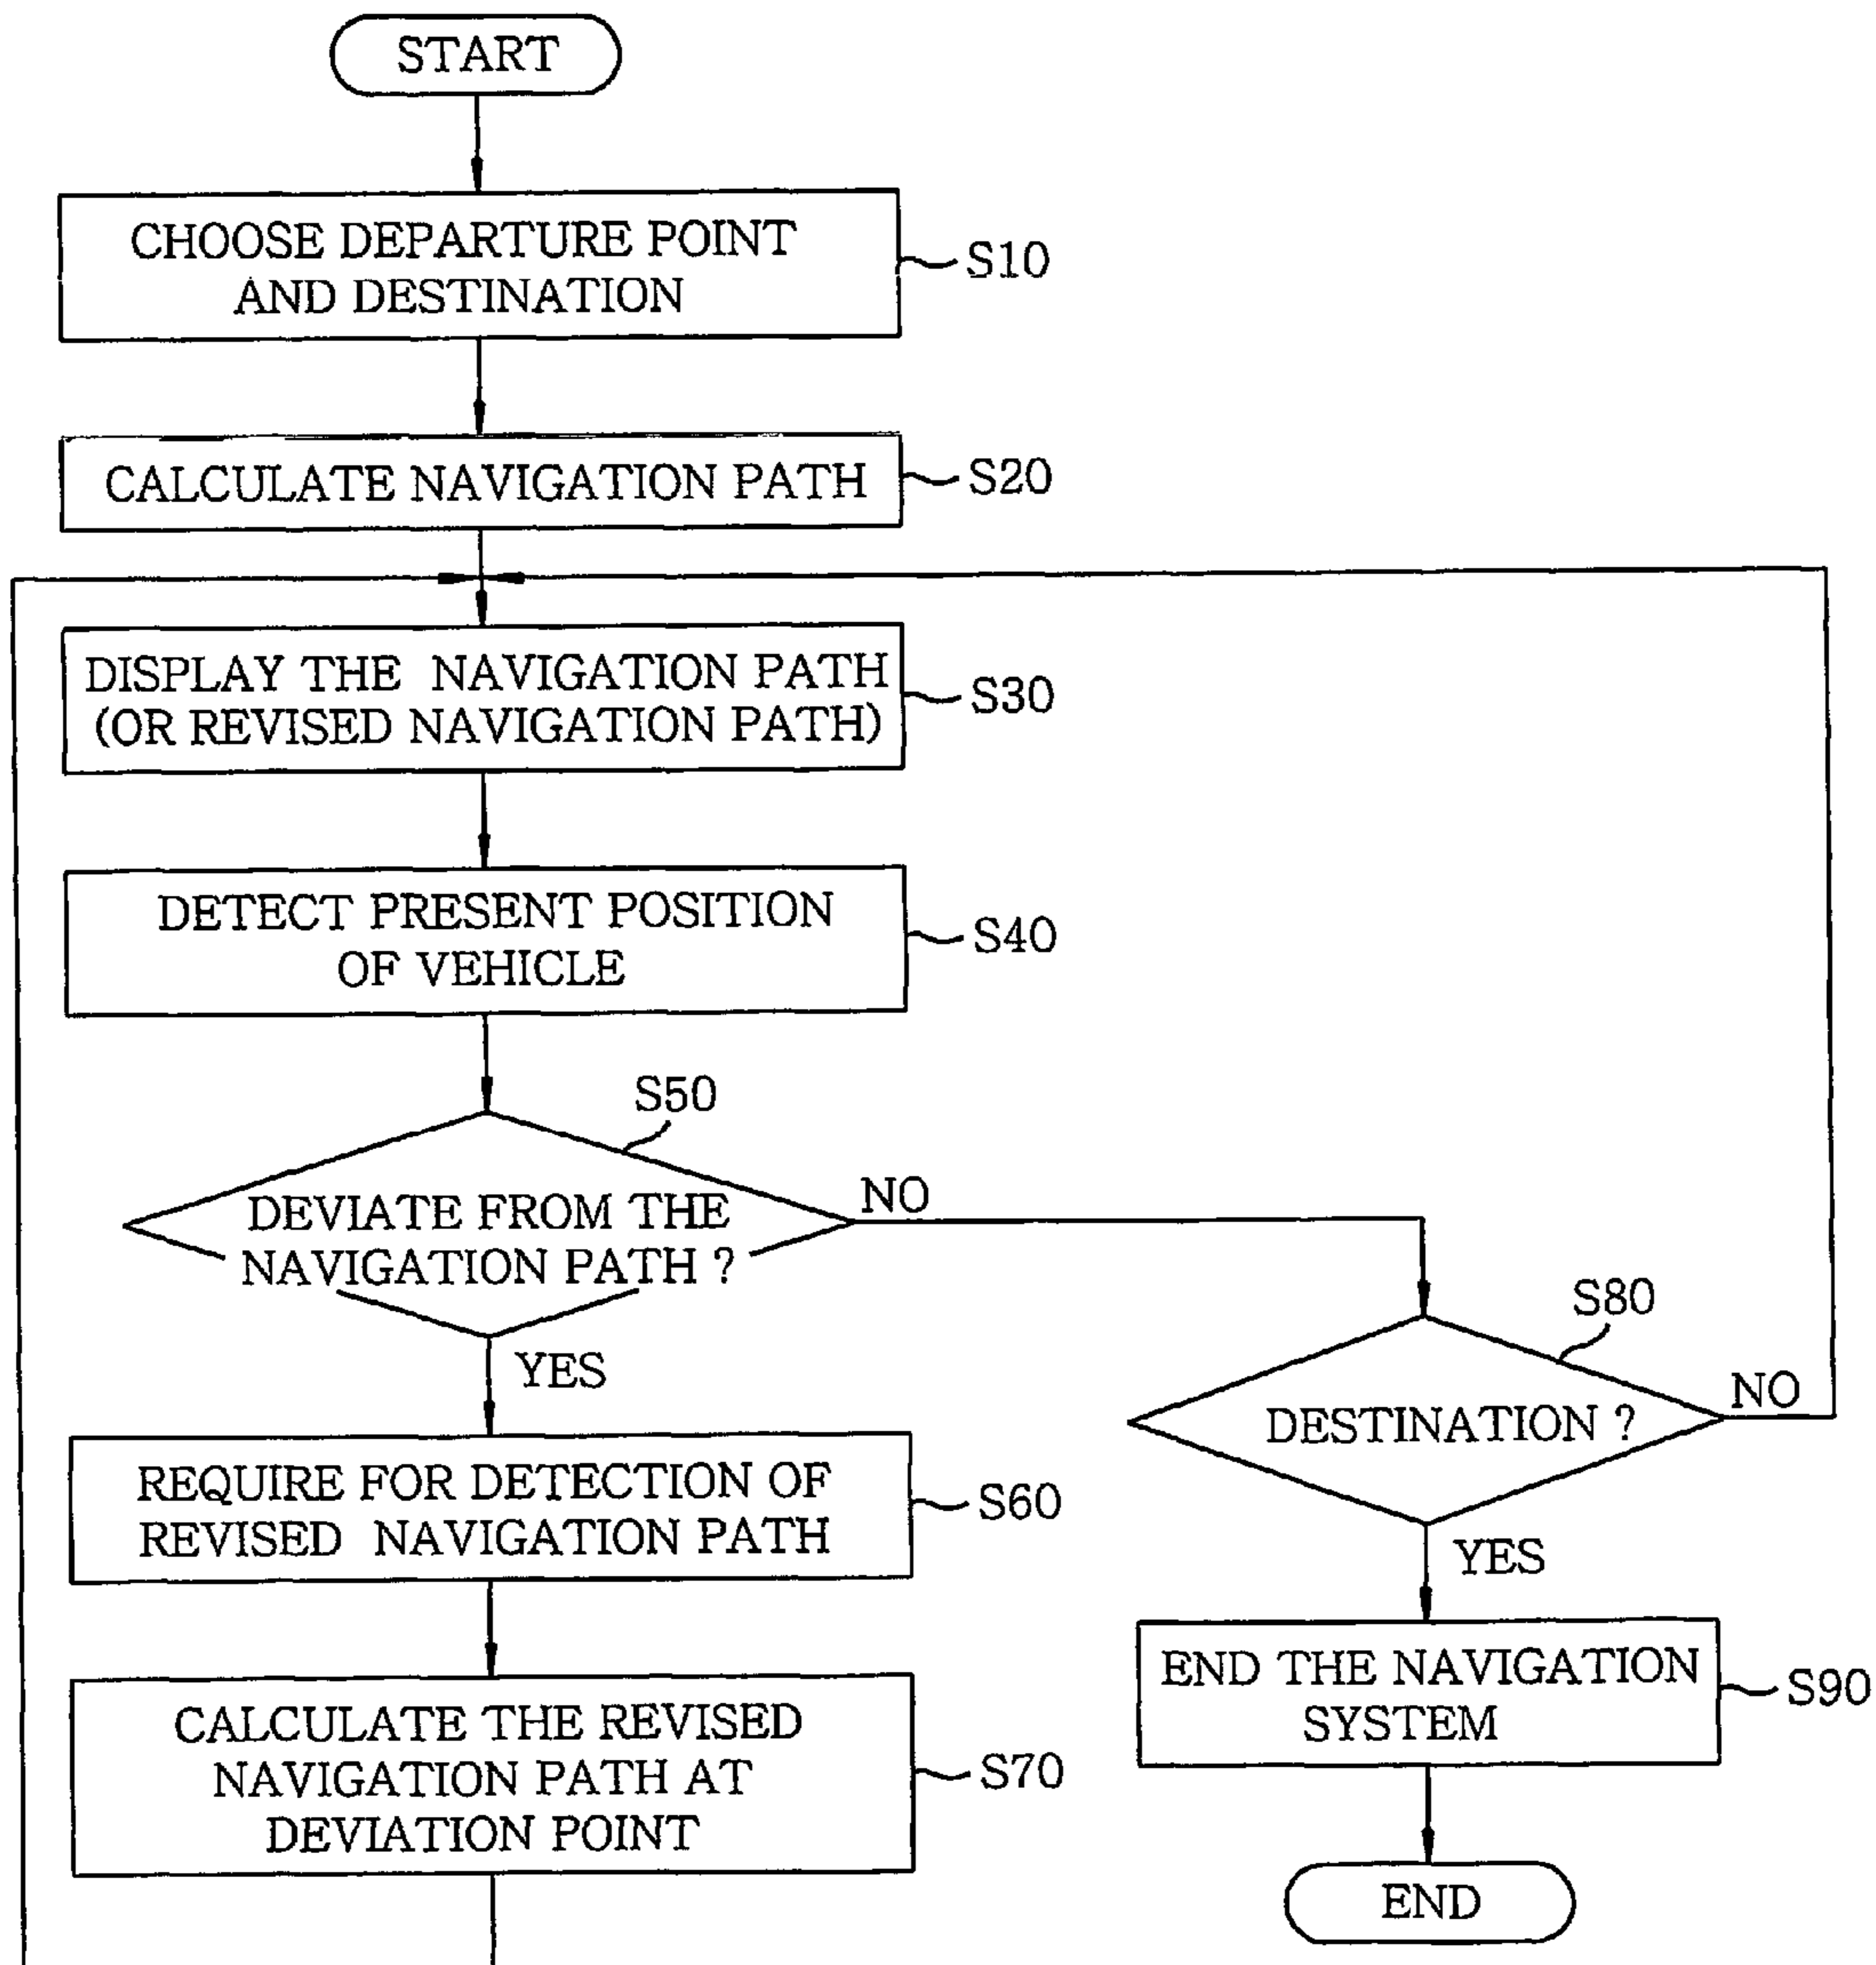 START
CHOOSE DEPARTURE POINT
AND DESTINATION
S10
CALCULATE NAVIGATION PATH
S20
DISPLAY THE NAVIGATION PATH
(OR REVISED NAVIGATION PATH)
S30
DETECT PRESENT POSITION
OF VEHICLE
S40
S50
DEVIATE FROM THE
NAVIGATION PATH ?
NO
YES
S80
DESTINATION ?
NO
YES
REQUIRE FOR DETECTION OF
REVISED NAVIGATION PATH
S60
CALCULATE THE REVISED
NAVIGATION PATH AT
DEVIATION POINT
S70
END THE NAVIGATION
SYSTEM
S90
END